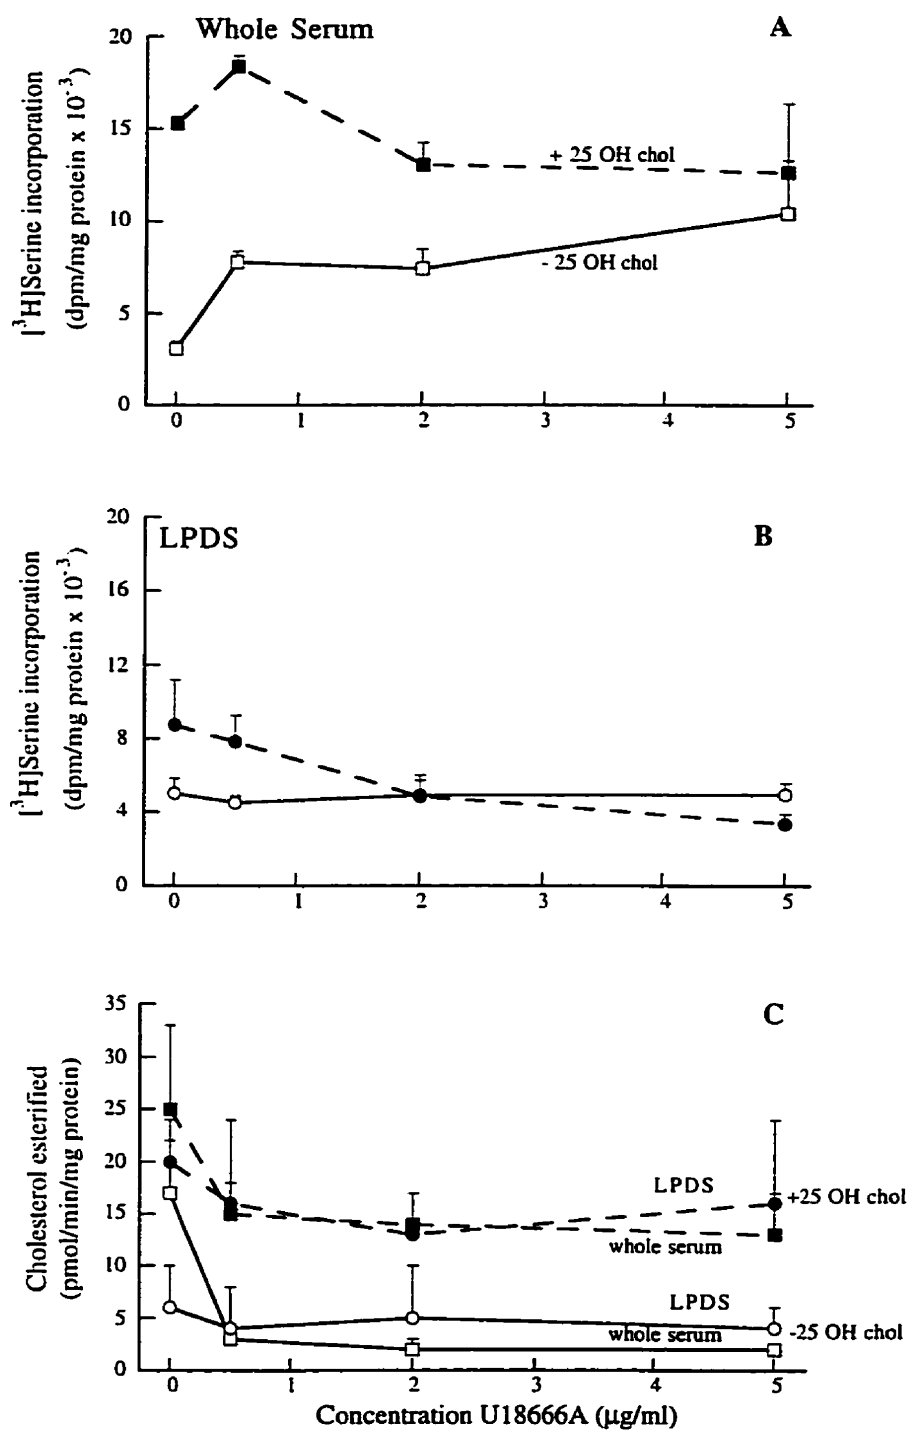 Whole Serum
A
[³H]Serine incorporation
(dpm/mg protein x 10⁻³)
20
15
10
5
0
+ 25 OH chol
- 25 OH chol
0 1 2 3 4 5
LPDS
B
[³H]Serine incorporation
(dpm/mg protein x 10⁻³)
20
16
12
8
4
0
0 1 2 3 4 5
C
Cholesterol esterified
(pmol/min/mg protein)
35
30
25
20
15
10
5
0
LPDS
+25 OH chol
whole serum
LPDS
-25 OH chol
whole serum
0 1 2 3 4 5
Concentration U18666A (µg/ml)